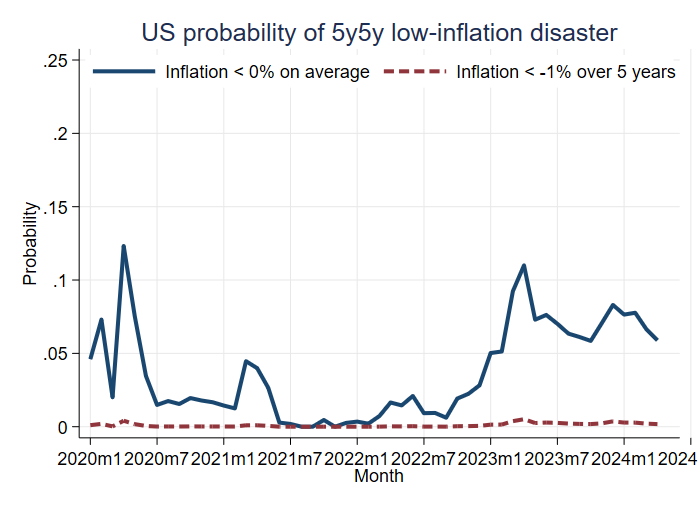 US probability of 5y5y low-inflation disaster
Inflation < 0% on average
Inflation < -1% over 5 years
Probability
.25
.2
.15
.1
.05
0
2020m1 2020m7 2021m1 2021m7 2022m1 2022m7 2023m1 2023m7 2024m1 2024
Month